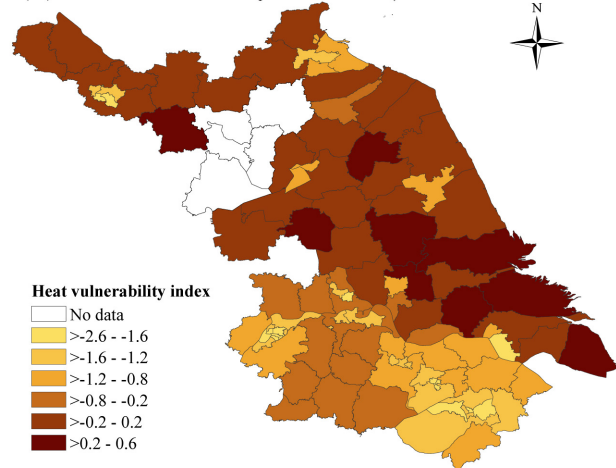 N
Heat vulnerability index
No data
>-2.6 - -1.6
>-1.6 - -1.2
>-1.2 - -0.8
>-0.8 - -0.2
>-0.2 - 0.2
>0.2 - 0.6